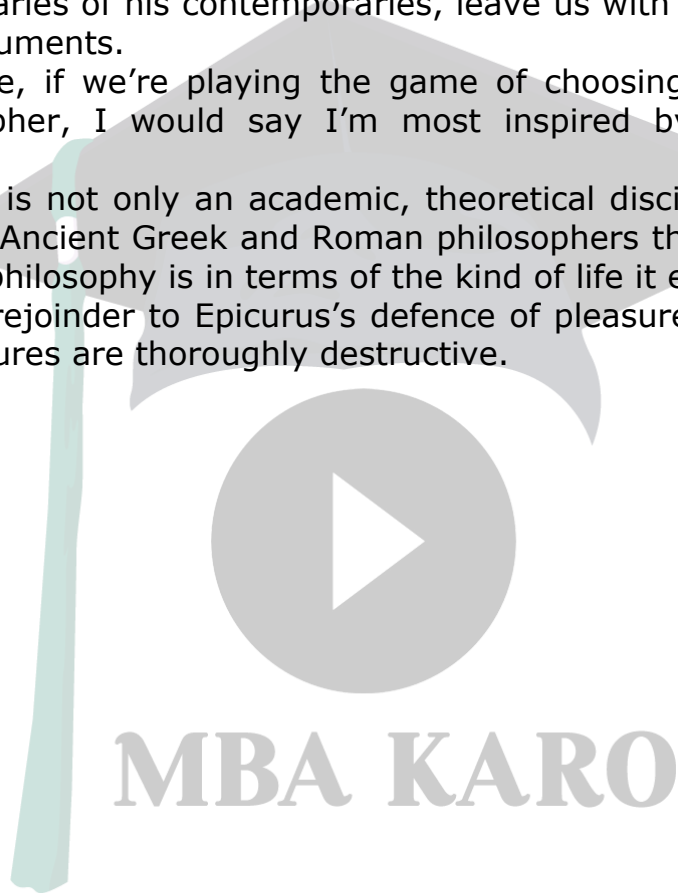 aries of his contemporaries, leave us with
uments.
e, if we're playing the game of choosing
pher, I would say I'm most inspired by
is not only an academic, theoretical disci
Ancient Greek and Roman philosophers th
philosophy is in terms of the kind of life it e
rejoinder to Epicurus's defence of pleasure
ures are thoroughly destructive.
MBA KARO